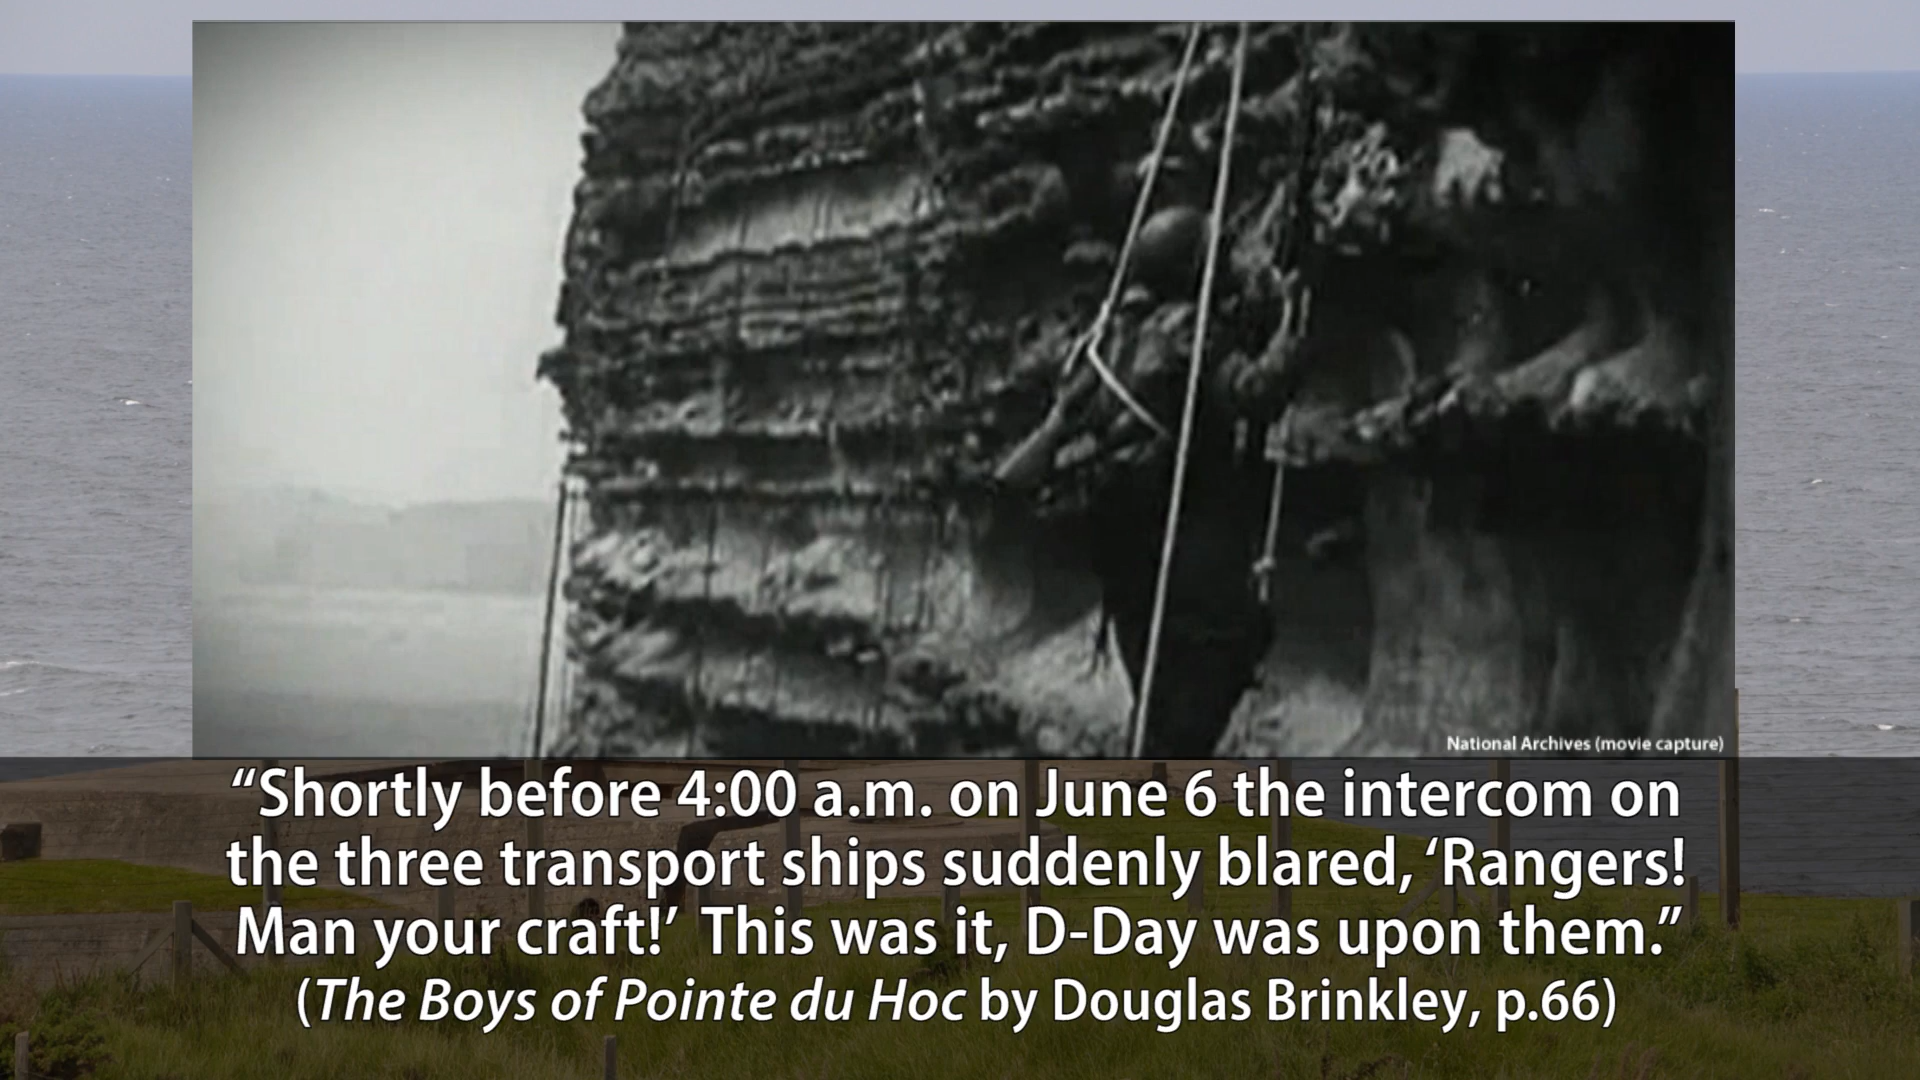 National Archives (movie capture)
“Shortly before 4:00 a.m. on June 6 the intercom on
the three transport ships suddenly blared, ‘Rangers!
Man your craft!’ This was it, D-Day was upon them.”
(The Boys of Pointe du Hoc by Douglas Brinkley, p.66)